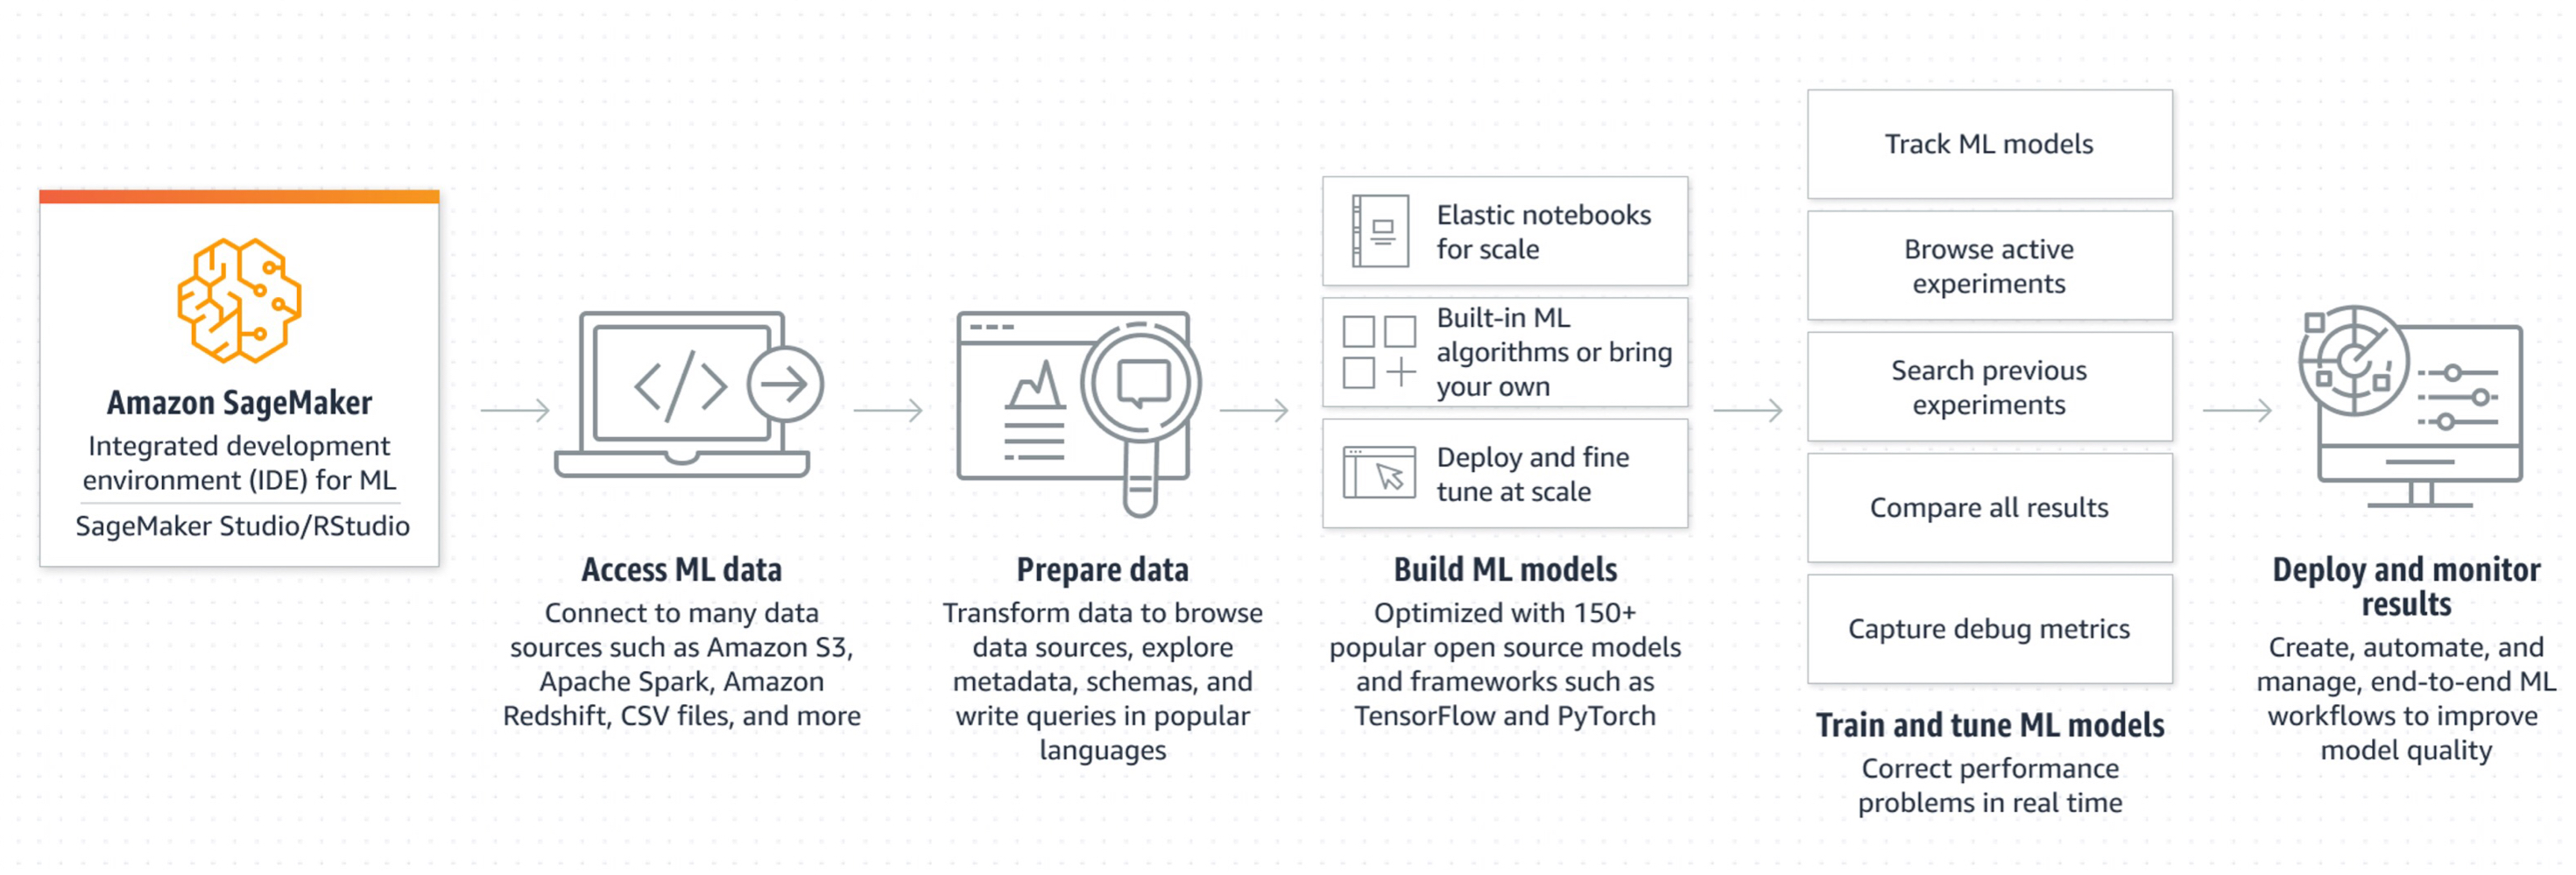 Amazon SageMaker
Integrated development
environment (IDE) for ML
SageMaker Studio/RStudio
Access ML data
Connect to many data
sources such as Amazon S3,
Apache Spark, Amazon
Redshift, CSV files, and more
Prepare data
Transform data to browse
data sources, explore
metadata, schemas, and
write queries in popular
languages
Elastic notebooks
for scale
Built-in ML
algorithms or bring
your own
Deploy and fine
tune at scale
Build ML models
Optimized with 150+
popular open source models
and frameworks such as
TensorFlow and PyTorch
Track ML models
Browse active
experiments
Search previous
experiments
Compare all results
Capture debug metrics
Train and tune ML models
Correct performance
problems in real time
Deploy and monitor
results
Create, automate, and
manage, end-to-end ML
workflows to improve
model quality